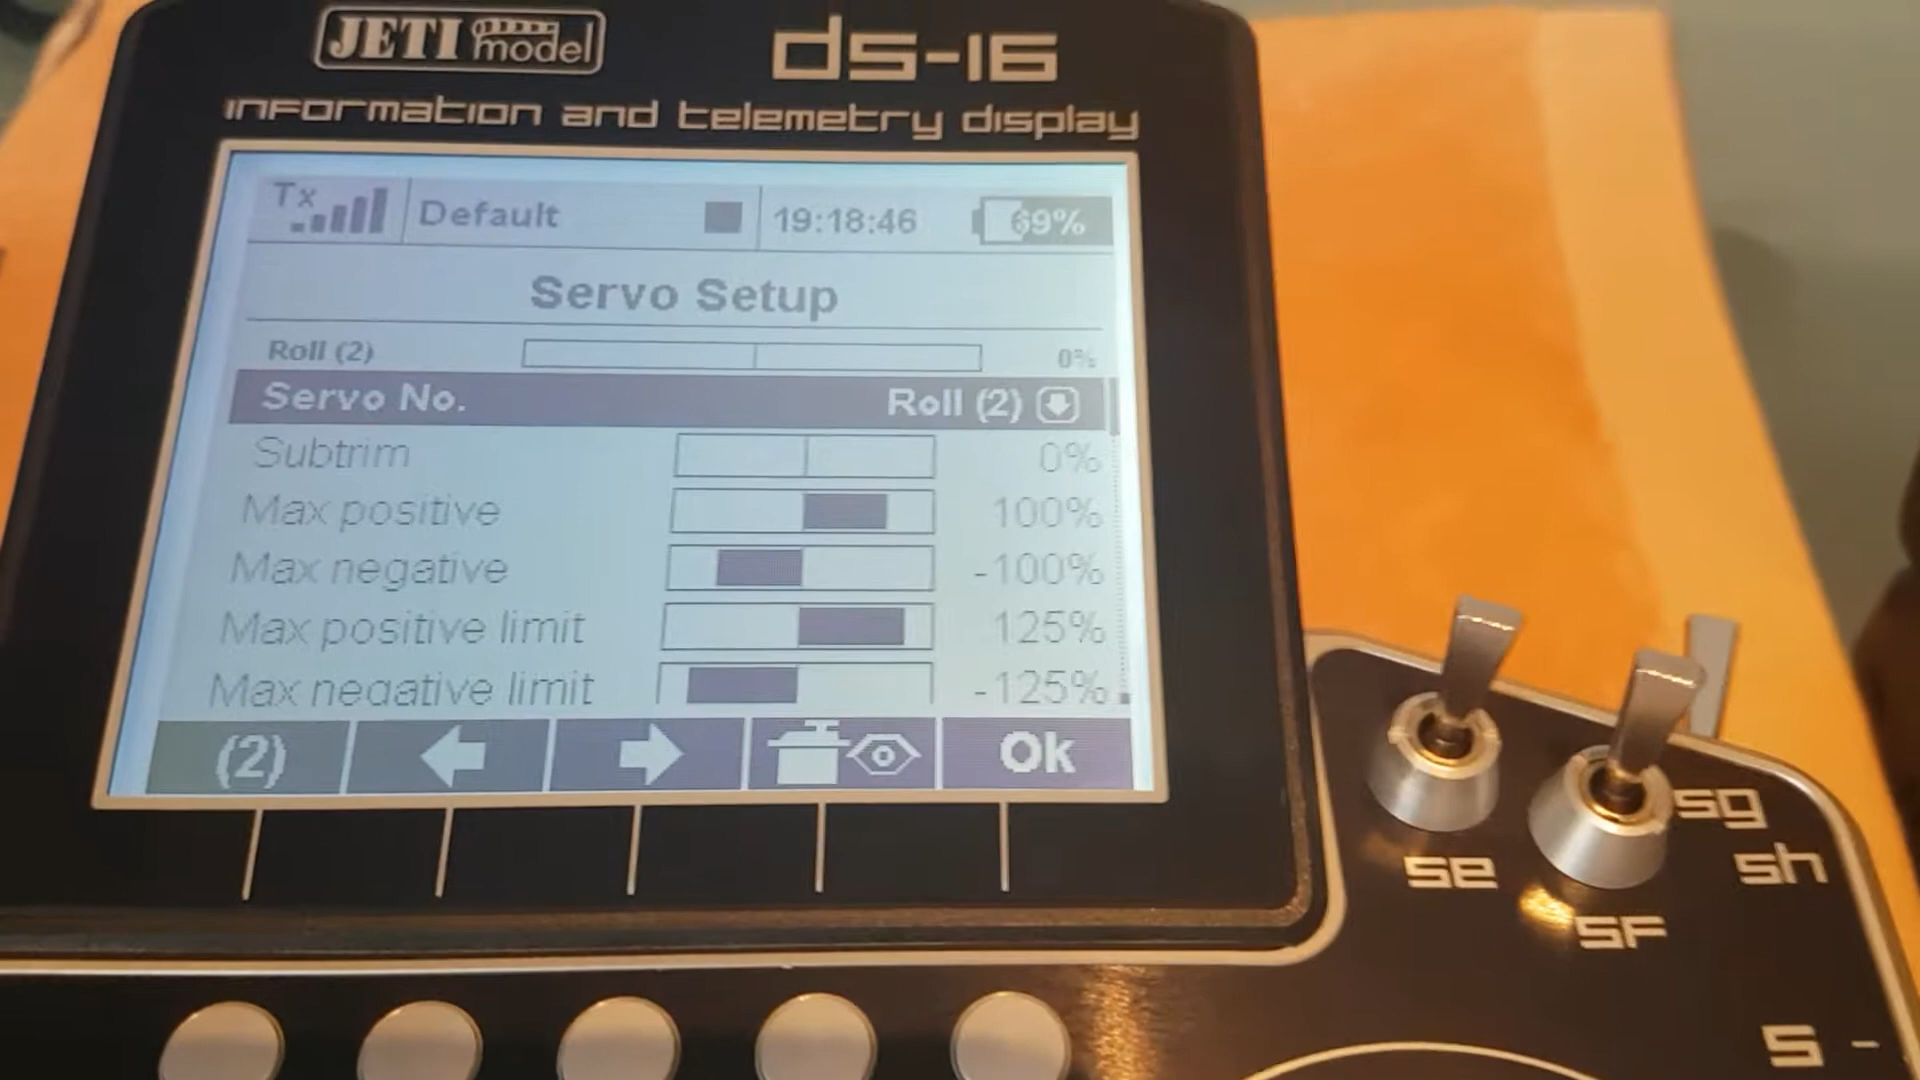 JETI model ds-16
information and telemetry display
Tx Default 19:18:46 69%
Servo Setup
Roll (2) 0%
Servo No. Roll (2)
Subtrim 0%
Max positive 100%
Max negative -100%
Max positive limit 125%
Max negative limit -125%
(2) Ok
sg
sh
se
sf